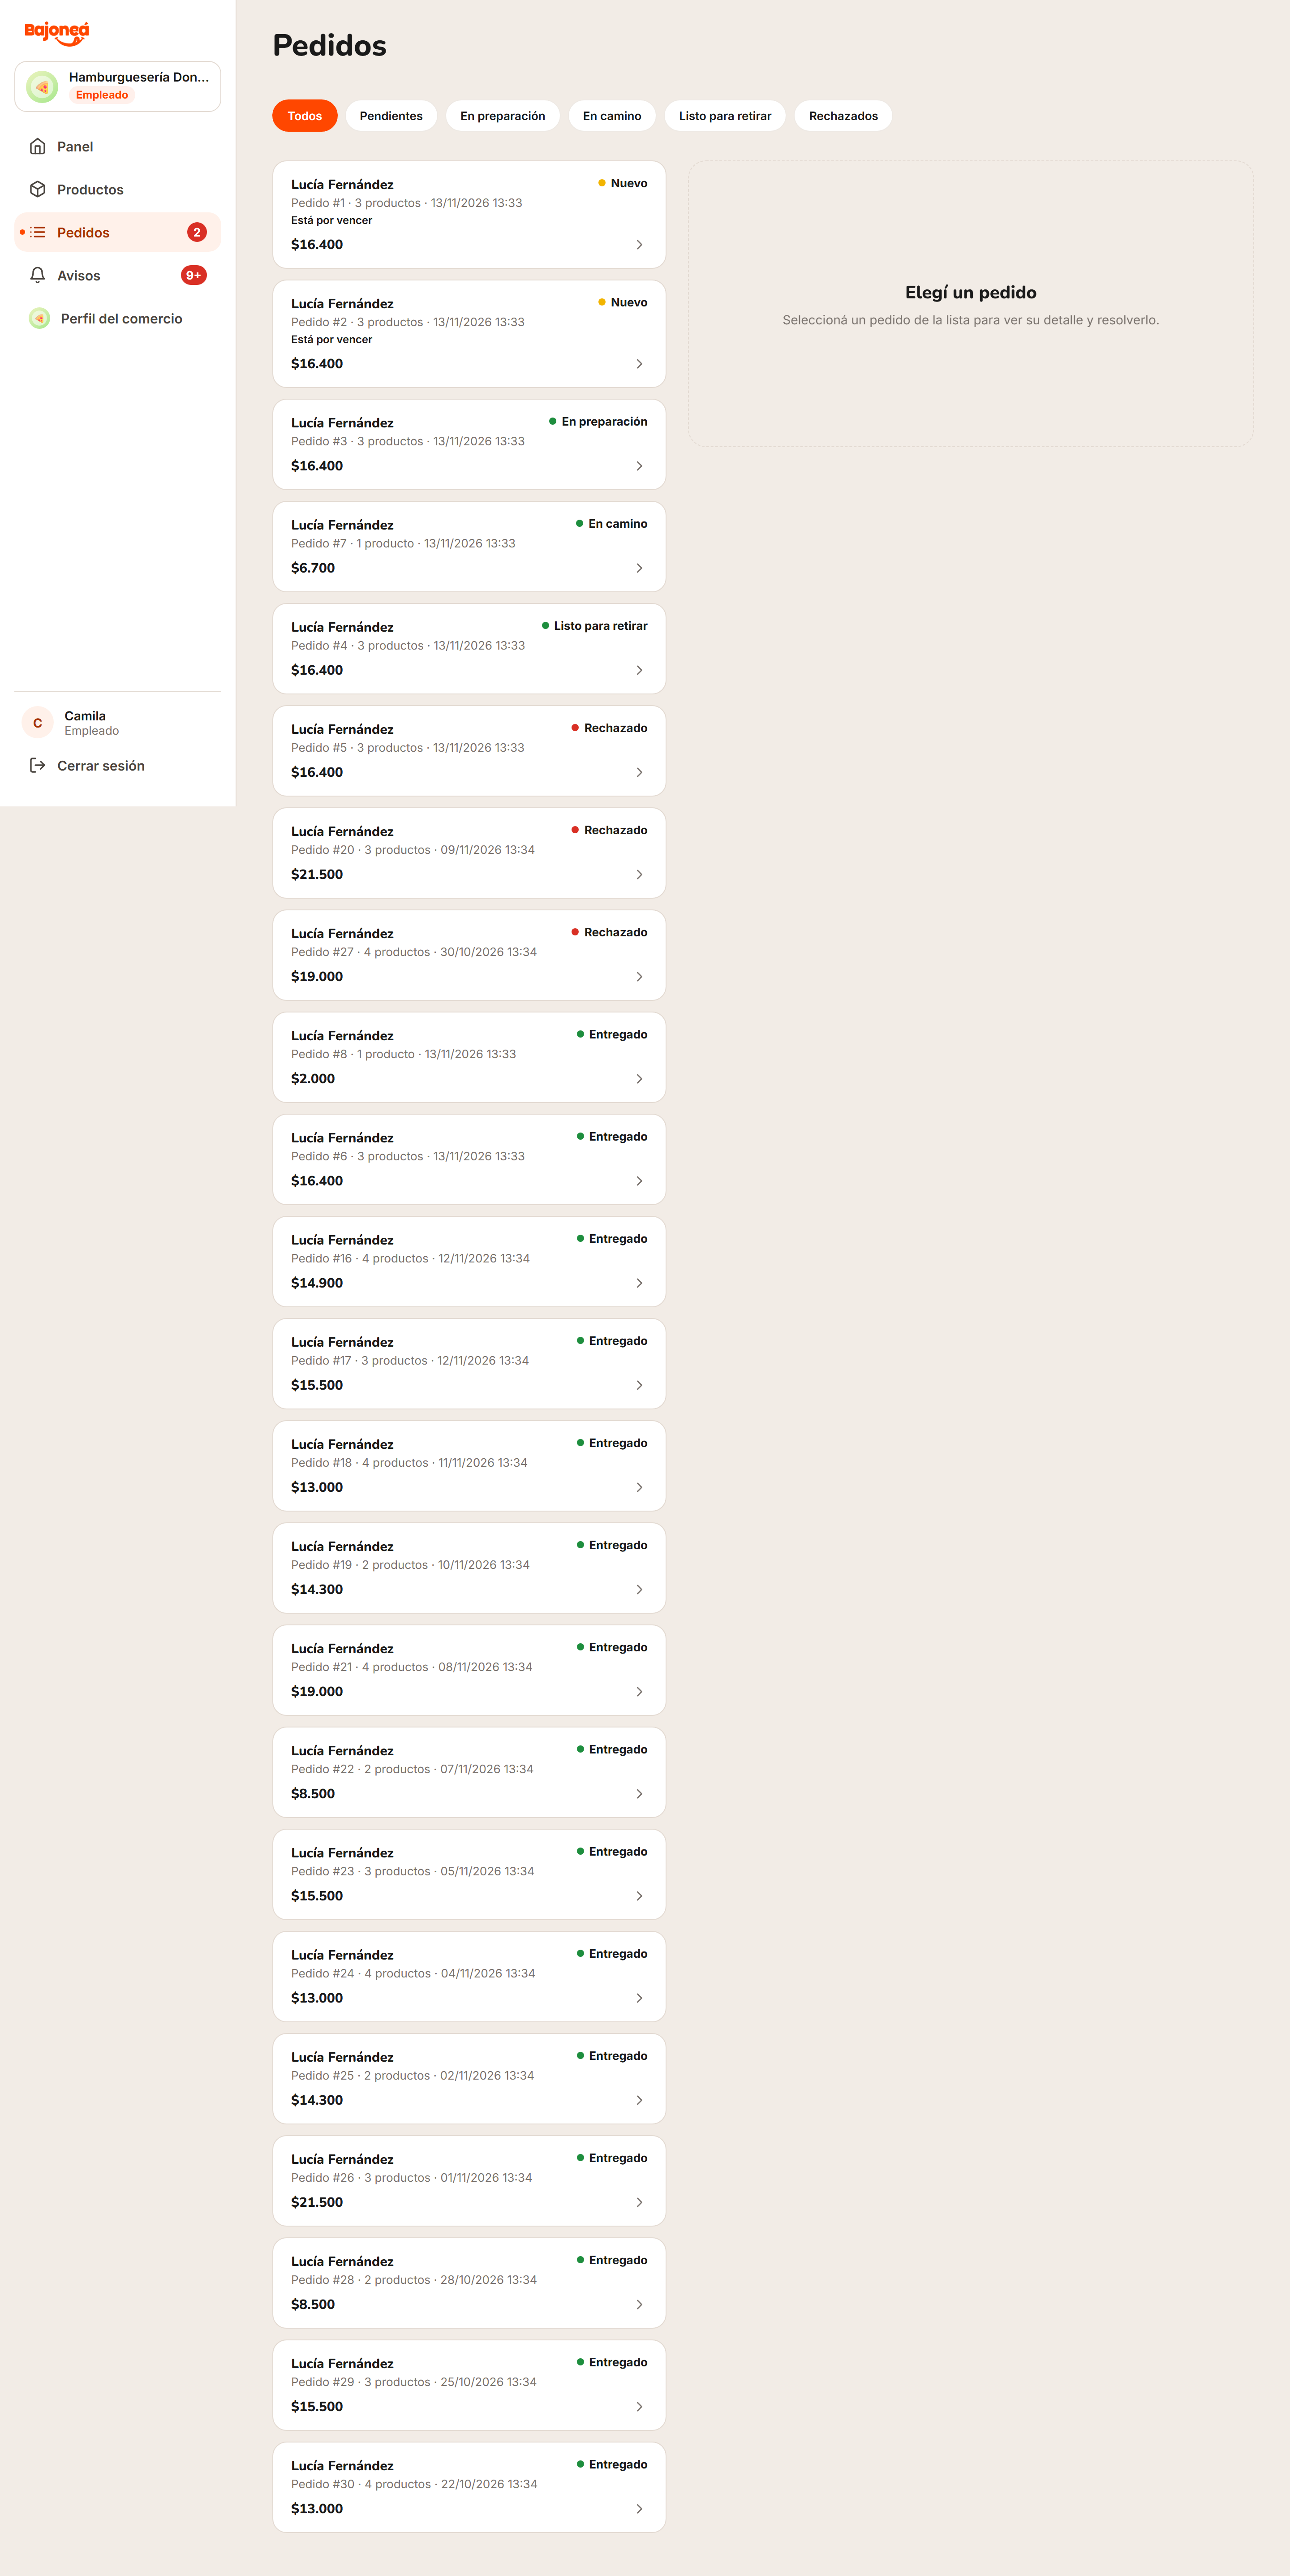 Bajoneá
Hamburguesería Don...
Empleado
Panel
Productos
Pedidos
2
Avisos
9+
Perfil del comercio
Camila
Empleado
Cerrar sesión
Pedidos
Todos
Pendientes
En preparación
En camino
Listo para retirar
Rechazados
Lucía Fernández
Nuevo
Pedido #1 · 3 productos · 13/11/2026 13:33
Está por vencer
$16.400
Lucía Fernández
Nuevo
Pedido #2 · 3 productos · 13/11/2026 13:33
Está por vencer
$16.400
Lucía Fernández
En preparación
Pedido #3 · 3 productos · 13/11/2026 13:33
$16.400
Lucía Fernández
En camino
Pedido #7 · 1 producto · 13/11/2026 13:33
$6.700
Lucía Fernández
Listo para retirar
Pedido #4 · 3 productos · 13/11/2026 13:33
$16.400
Lucía Fernández
Rechazado
Pedido #5 · 3 productos · 13/11/2026 13:33
$16.400
Lucía Fernández
Rechazado
Pedido #20 · 3 productos · 09/11/2026 13:34
$21.500
Lucía Fernández
Rechazado
Pedido #27 · 4 productos · 30/10/2026 13:34
$19.000
Lucía Fernández
Entregado
Pedido #8 · 1 producto · 13/11/2026 13:33
$2.000
Lucía Fernández
Entregado
Pedido #6 · 3 productos · 13/11/2026 13:33
$16.400
Lucía Fernández
Entregado
Pedido #16 · 4 productos · 12/11/2026 13:34
$14.900
Lucía Fernández
Entregado
Pedido #17 · 3 productos · 12/11/2026 13:34
$15.500
Lucía Fernández
Entregado
Pedido #18 · 4 productos · 11/11/2026 13:34
$13.000
Lucía Fernández
Entregado
Pedido #19 · 2 productos · 10/11/2026 13:34
$14.300
Lucía Fernández
Entregado
Pedido #21 · 4 productos · 08/11/2026 13:34
$19.000
Lucía Fernández
Entregado
Pedido #22 · 2 productos · 07/11/2026 13:34
$8.500
Lucía Fernández
Entregado
Pedido #23 · 3 productos · 05/11/2026 13:34
$15.500
Lucía Fernández
Entregado
Pedido #24 · 4 productos · 04/11/2026 13:34
$13.000
Lucía Fernández
Entregado
Pedido #25 · 2 productos · 02/11/2026 13:34
$14.300
Lucía Fernández
Entregado
Pedido #26 · 3 productos · 01/11/2026 13:34
$21.500
Lucía Fernández
Entregado
Pedido #28 · 2 productos · 28/10/2026 13:34
$8.500
Lucía Fernández
Entregado
Pedido #29 · 3 productos · 25/10/2026 13:34
$15.500
Lucía Fernández
Entregado
Pedido #30 · 4 productos · 22/10/2026 13:34
$13.000
Elegí un pedido
Seleccioná un pedido de la lista para ver su detalle y resolverlo.
C